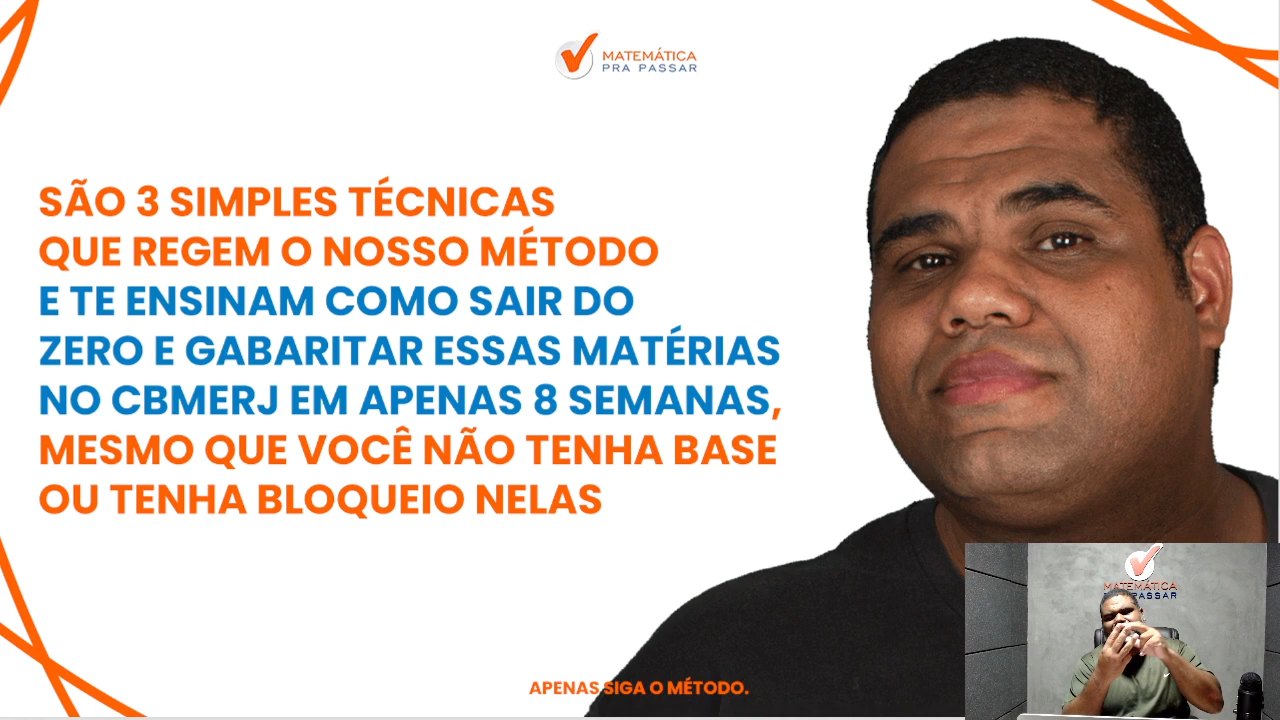 MATEMÁTICA
PRA PASSAR
SÃO 3 SIMPLES TÉCNICAS
QUE REGEM O NOSSO MÉTODO
E TE ENSINAM COMO SAIR DO
ZERO E GABARITAR ESSAS MATÉRIAS
NO CBMERJ EM APENAS 8 SEMANAS,
MESMO QUE VOCÊ NÃO TENHA BASE
OU TENHA BLOQUEIO NELAS
MATEMÁTICA
PRA PASSAR
APENAS SIGA O MÉTODO.